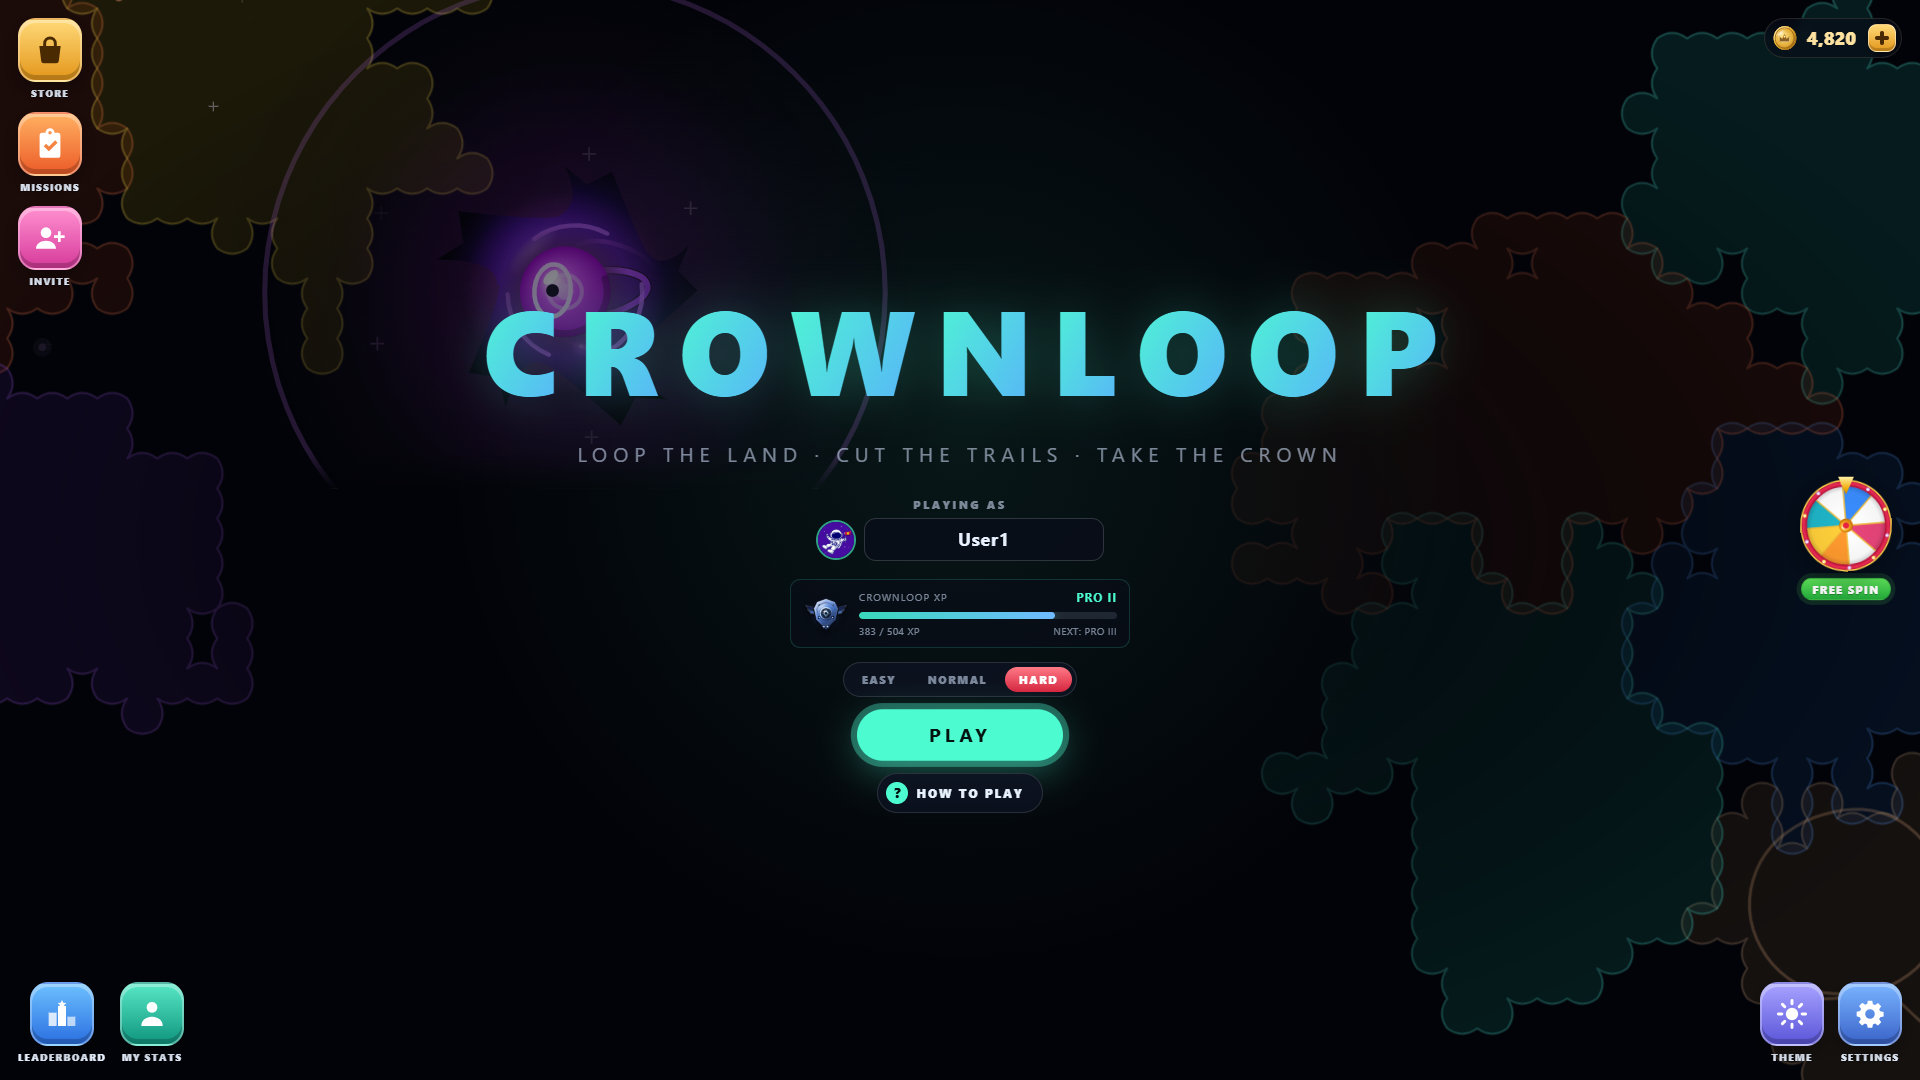 STORE
MISSIONS
INVITE
4,820
CROWNLOOP
LOOP THE LAND · CUT THE TRAILS · TAKE THE CROWN
PLAYING AS
User1
CROWNLOOP XP
PRO II
383 / 504 XP
NEXT: PRO III
EASY
NORMAL
HARD
PLAY
? HOW TO PLAY
FREE SPIN
LEADERBOARD
MY STATS
THEME
SETTINGS